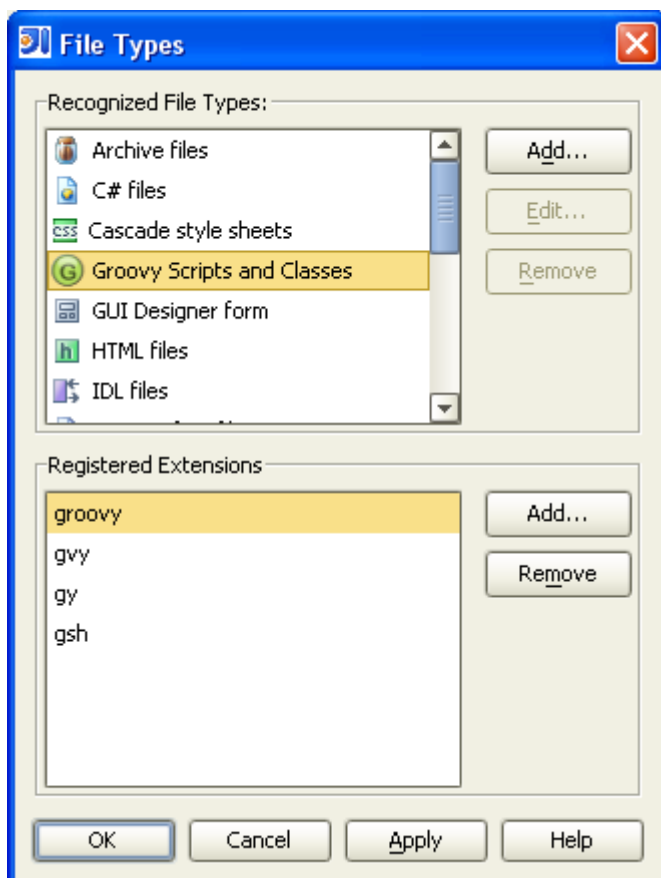 File Types
Recognized File Types:
Archive files
Add...
C# files
Edit...
css Cascade style sheets
G Groovy Scripts and Classes
Remove
GUI Designer form
h HTML files
IDL files
Registered Extensions
groovy
Add...
gvy
Remove
gy
gsh
OK Cancel Apply Help